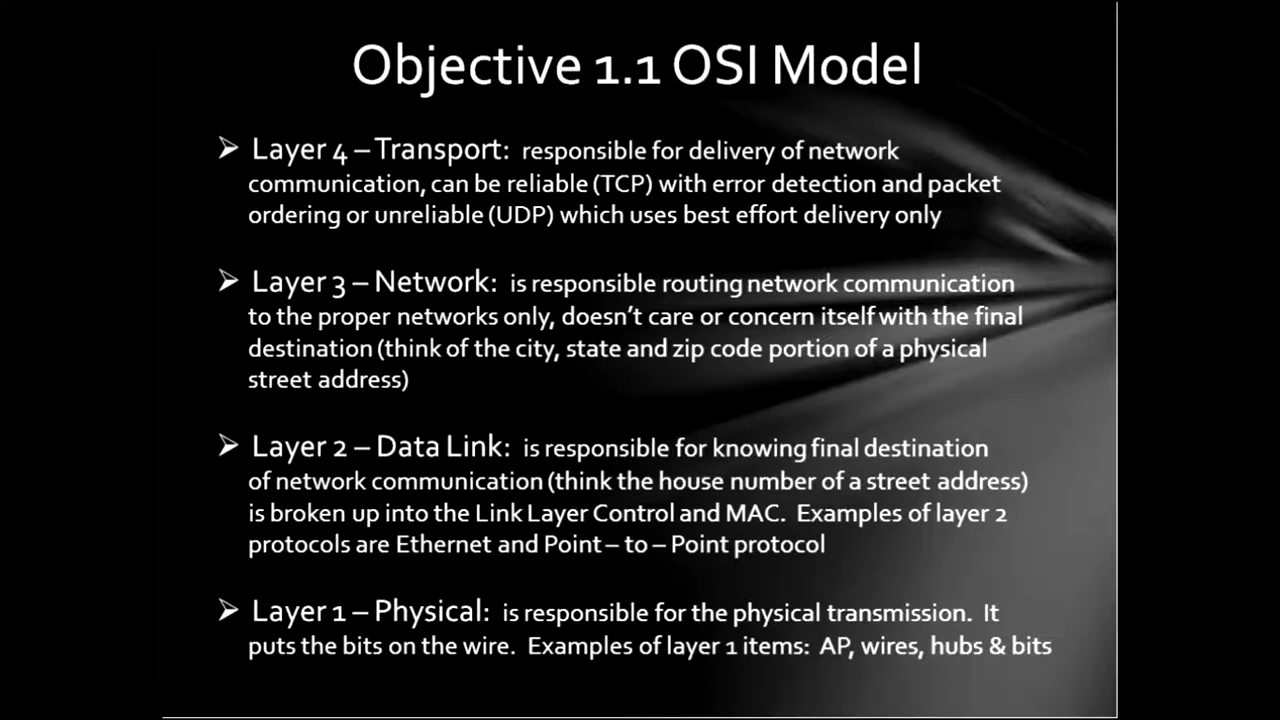 Objective 1.1 OSI Model
➢ Layer 4 – Transport: responsible for delivery of network
communication, can be reliable (TCP) with error detection and packet
ordering or unreliable (UDP) which uses best effort delivery only
➢ Layer 3 – Network: is responsible routing network communication
to the proper networks only, doesn’t care or concern itself with the final
destination (think of the city, state and zip code portion of a physical
street address)
➢ Layer 2 – Data Link: is responsible for knowing final destination
of network communication (think the house number of a street address)
is broken up into the Link Layer Control and MAC. Examples of layer 2
protocols are Ethernet and Point – to – Point protocol
➢ Layer 1 – Physical: is responsible for the physical transmission. It
puts the bits on the wire. Examples of layer 1 items: AP, wires, hubs & bits